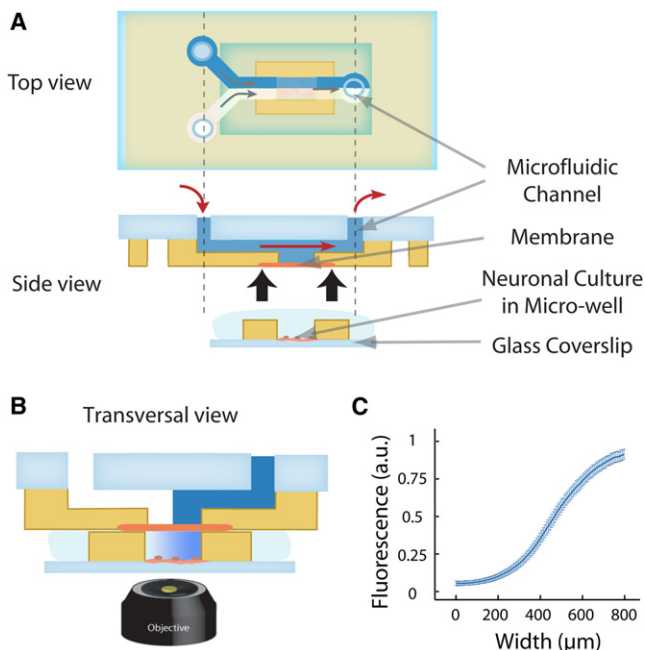 A
Top view
Microfluidic
Channel
Membrane
Side view
Neuronal Culture
in Micro-well
Glass Coverslip
B
Transversal view
Objective
C
Fluorescence (a.u.)
1
0.75
0.5
0.25
0
0 200 400 600 800
Width (μm)